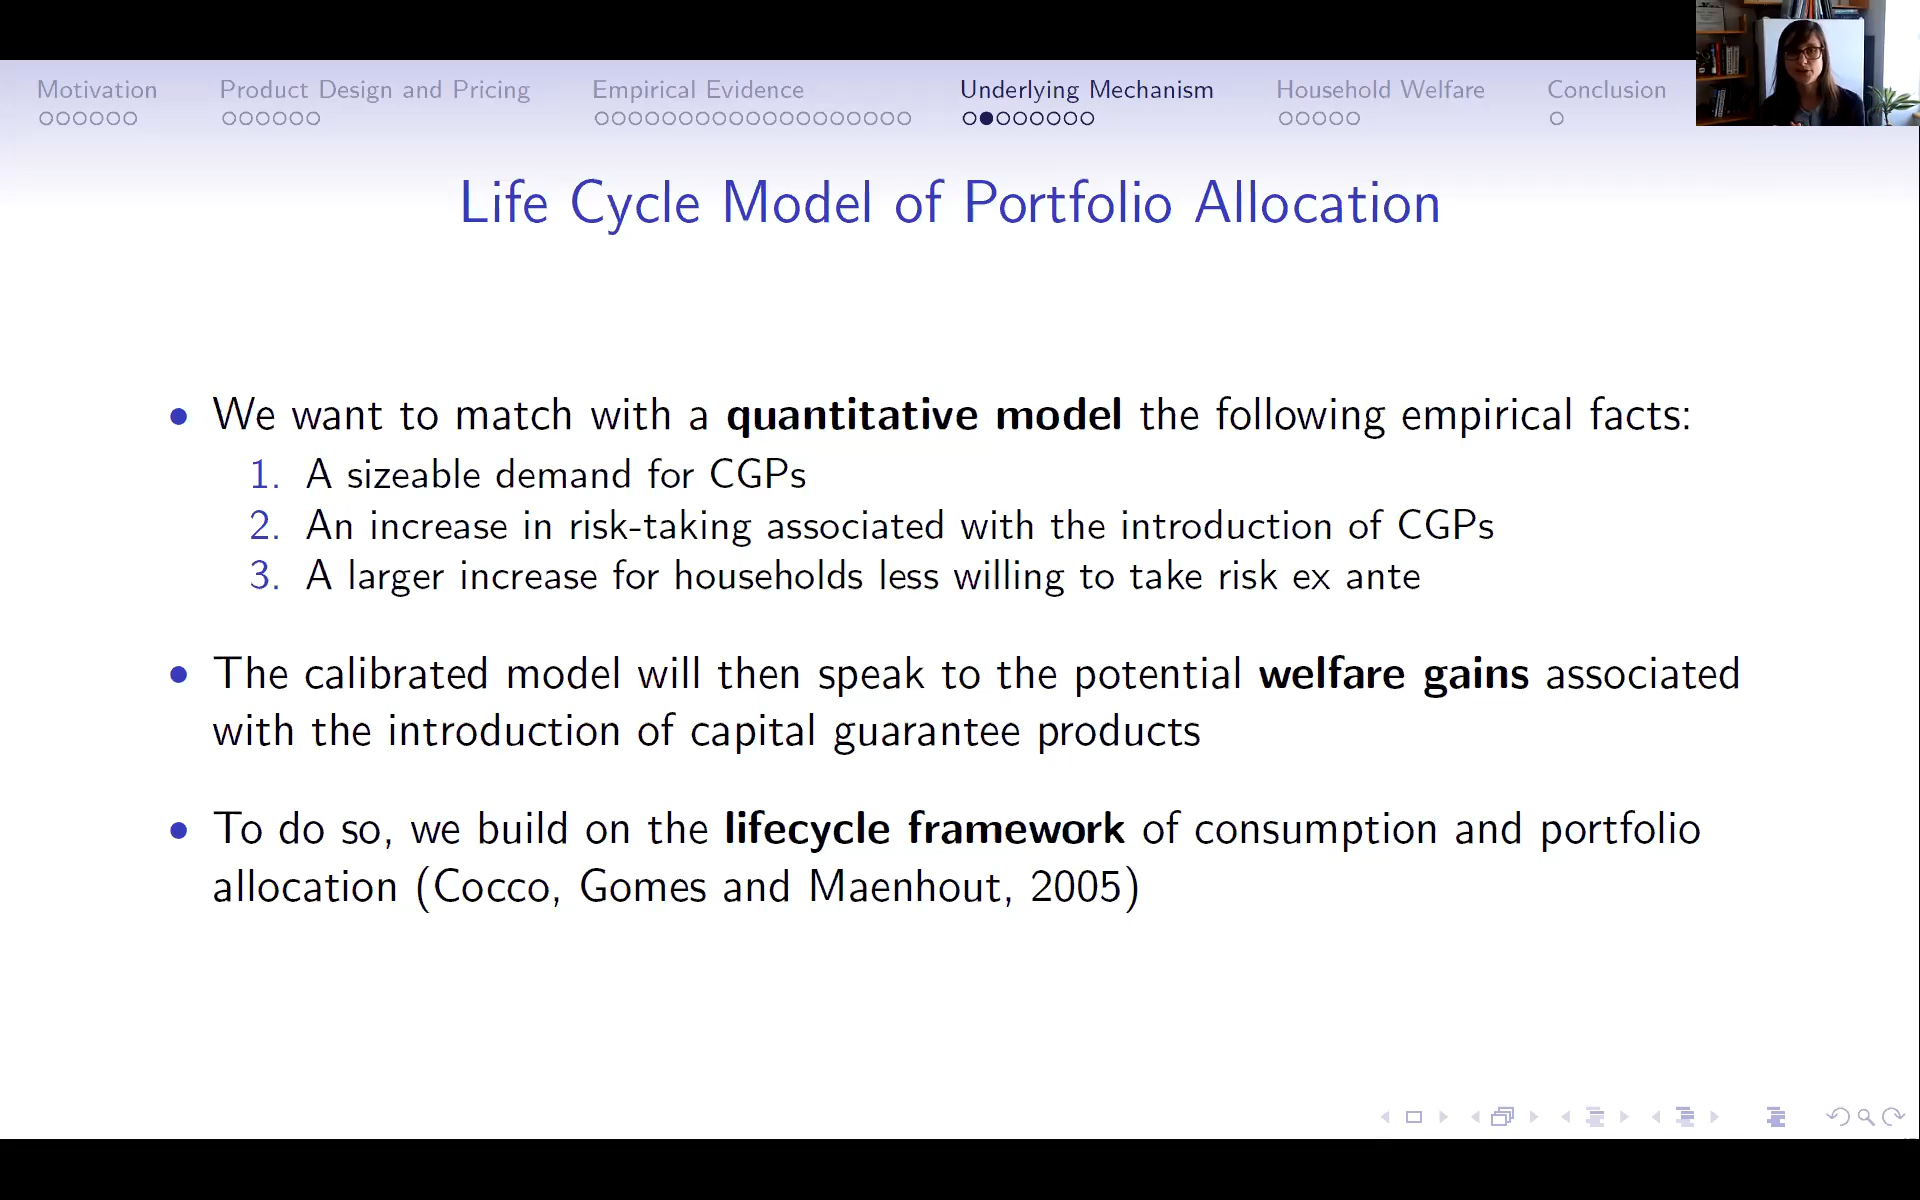 Motivation
Product Design and Pricing
Empirical Evidence
Underlying Mechanism
Household Welfare
Conclusion
Life Cycle Model of Portfolio Allocation
• We want to match with a quantitative model the following empirical facts:
1. A sizeable demand for CGPs
2. An increase in risk-taking associated with the introduction of CGPs
3. A larger increase for households less willing to take risk ex ante
• The calibrated model will then speak to the potential welfare gains associated
with the introduction of capital guarantee products
• To do so, we build on the lifecycle framework of consumption and portfolio
allocation (Cocco, Gomes and Maenhout, 2005)